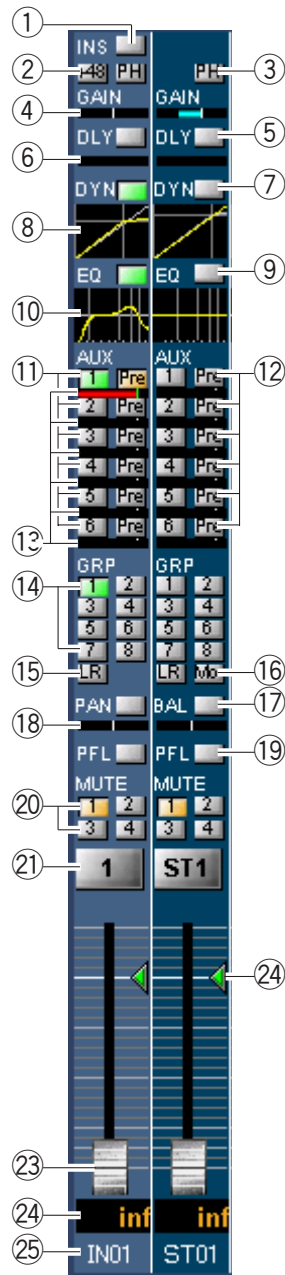 ①
INS
② +48 PH PH ③
④ GAIN GAIN
DLY DLY ⑤
⑥
DYN DYN ⑦
⑧
EQ EQ ⑨
⑩
AUX AUX
⑪ 1 Pre 1 Pre ⑫
2 Pre 2 Pre
3 Pre 3 Pre
4 Pre 4 Pre
5 Pre 5 Pre
6 Pre 6 Pre
⑬
GRP GRP
⑭ 1 2 1 2
3 4 3 4
5 6 5 6
7 8 7 8
⑮ LR LR Mo ⑯
PAN BAL ⑰
⑱
PFL PFL ⑲
MUTE MUTE
⑳ 1 2 1 2
3 4 3 4
㉑ 1 ST1
㉔
㉓
㉔ inf inf
㉕ IN01 ST01